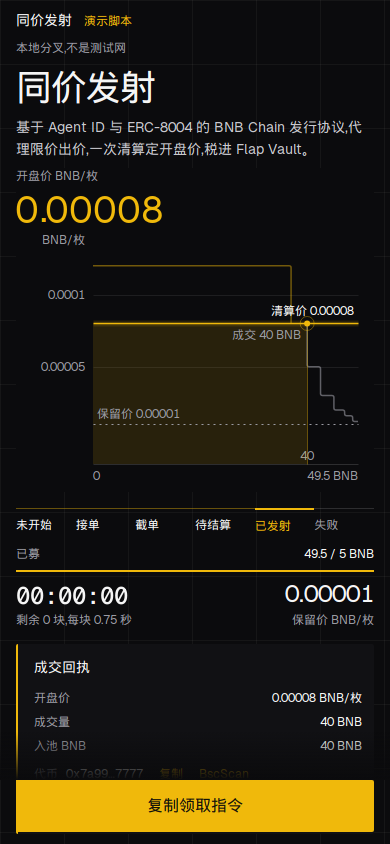 同价发射 演示脚本
本地分叉,不是测试网
同价发射
基于 Agent ID 与 ERC-8004 的 BNB Chain 发行协议,代
理限价出价,一次清算定开盘价,税进 Flap Vault。
开盘价 BNB/枚
0.00008
BNB/枚
0.0001
清算价 0.00008
成交 40 BNB
0.00005
保留价 0.00001
40
0 49.5 BNB
未开始 接单 截单 待结算 已发射 失败
已募 49.5 / 5 BNB
00:00:00 0.00001
剩余 0 块,每块 0.75 秒 保留价 BNB/枚
成交回执
开盘价 0.00008 BNB/枚
成交量 40 BNB
入池 BNB 40 BNB
代币 0x7a99…7777 复制 BscScan
复制领取指令